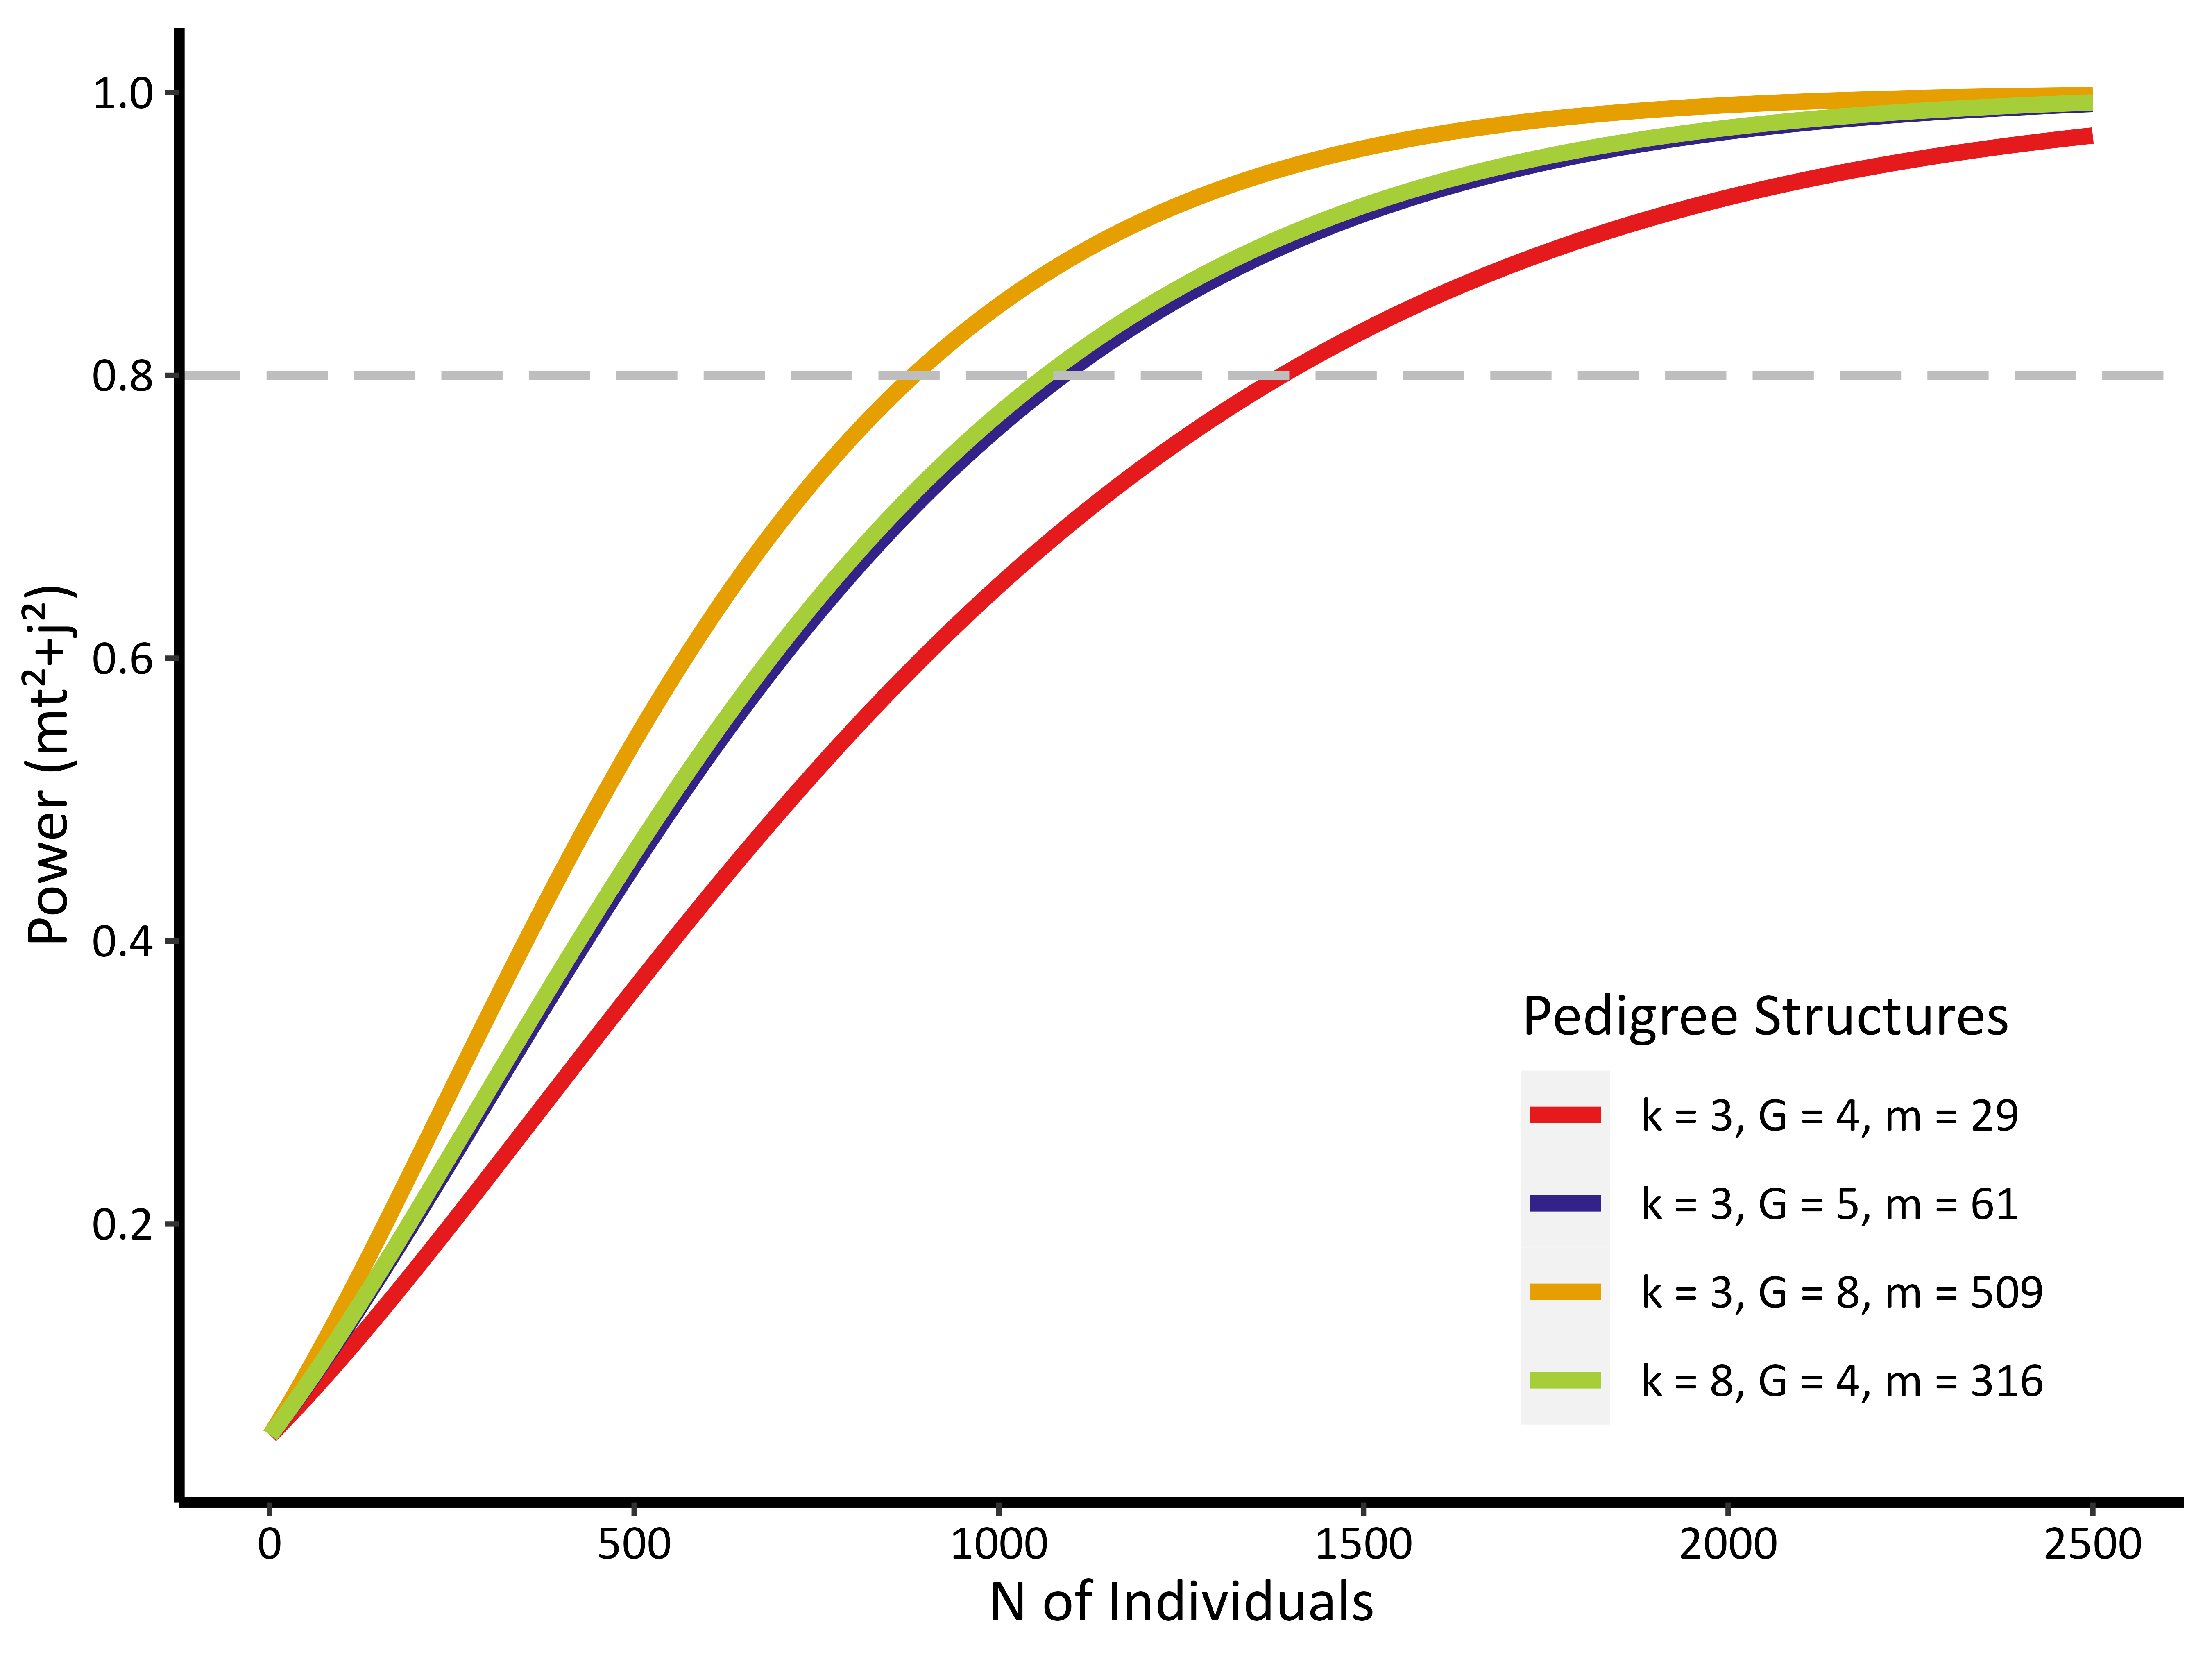 Power (mt²+j²)
1.0
0.8
0.6
0.4
0.2
0 500 1000 1500 2000 2500
N of Individuals
Pedigree Structures
k = 3, G = 4, m = 29
k = 3, G = 5, m = 61
k = 3, G = 8, m = 509
k = 8, G = 4, m = 316